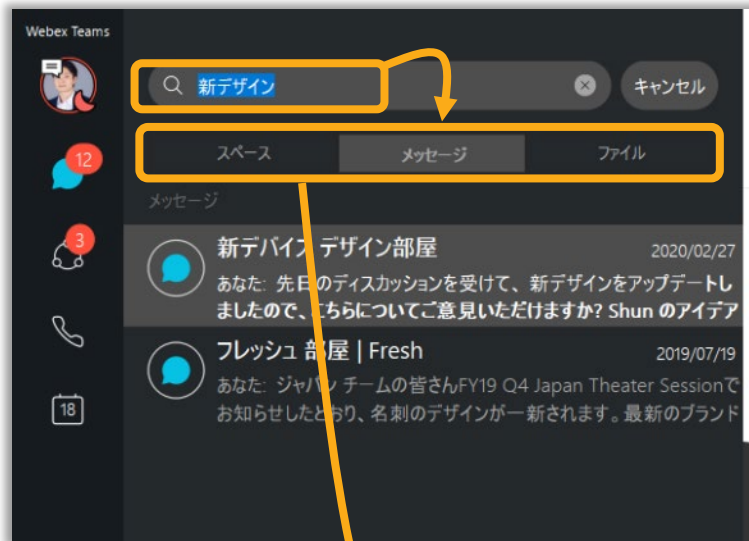 Webex Teams
新デザイン
キャンセル
12
スペース メッセージ ファイル
メッセージ
新デバイス デザイン部屋 2020/02/27
あなた: 先日のディスカッションを受けて、新デザインをアップデートし
ましたので、こちらについてご意見いただけますか? Shun のアイデア
3
フレッシュ 部屋 | Fresh 2019/07/19
あなた: ジャパン チームの皆さんFY19 Q4 Japan Theater Sessionで
お知らせしたとおり、名刺のデザインが一新されます。最新のブランド
18